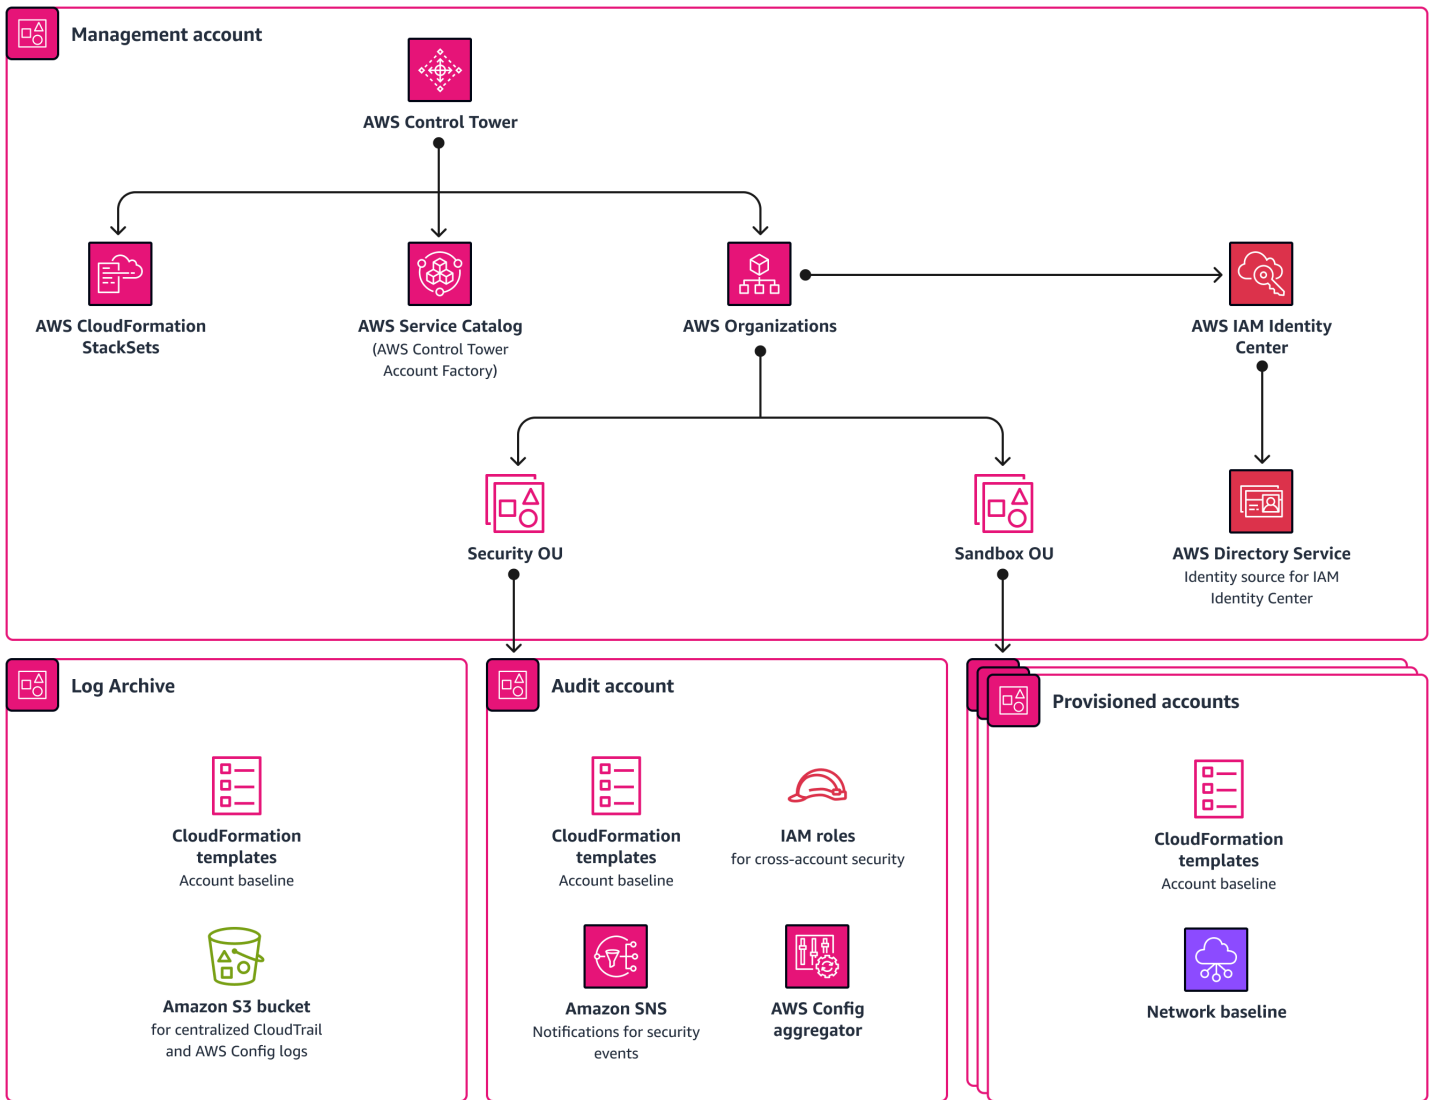 Management account
AWS Control Tower
AWS CloudFormation
StackSets
AWS Service Catalog
(AWS Control Tower
Account Factory)
AWS Organizations
AWS IAM Identity
Center
Security OU
Sandbox OU
AWS Directory Service
Identity source for IAM
Identity Center
Log Archive
CloudFormation
templates
Account baseline
Amazon S3 bucket
for centralized CloudTrail
and AWS Config logs
Audit account
CloudFormation
templates
Account baseline
IAM roles
for cross-account security
Amazon SNS
Notifications for security
events
AWS Config
aggregator
Provisioned accounts
CloudFormation
templates
Account baseline
Network baseline